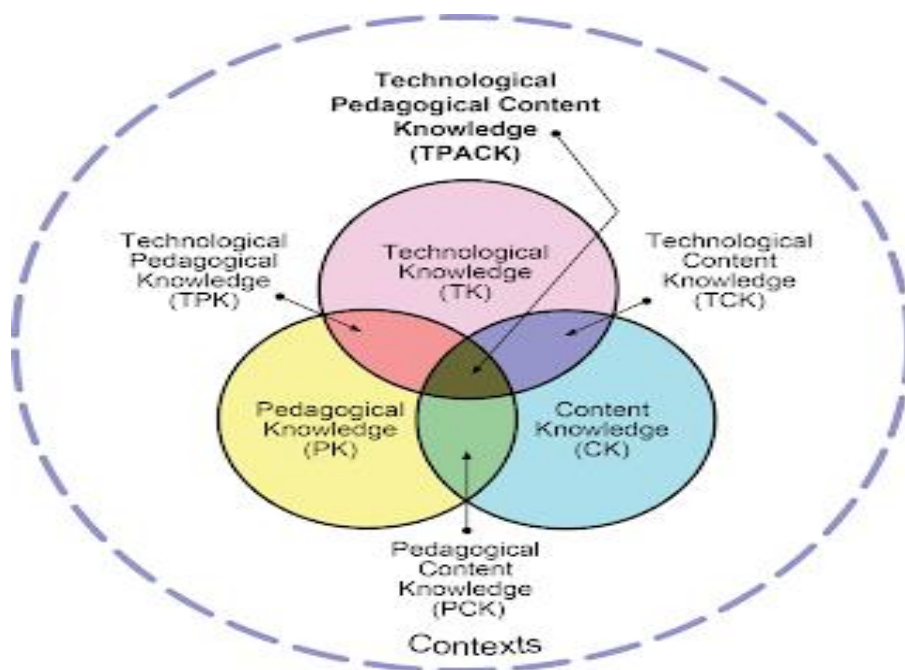 Technological
Pedagogical Content
Knowledge
(TPACK)
Technological
Pedagogical
Knowledge
(TPK)
Technological
Knowledge
(TK)
Technological
Content
Knowledge
(TCK)
Pedagogical
Knowledge
(PK)
Content
Knowledge
(CK)
Pedagogical
Content
Knowledge
(PCK)
Contexts